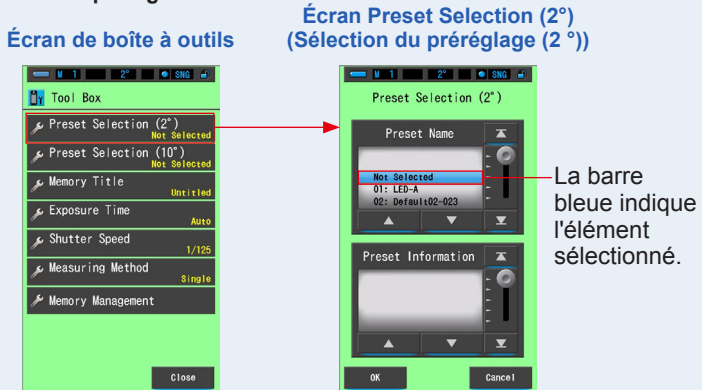 Écran de boîte à outils
Écran Preset Selection (2°)
(Sélection du préréglage (2 °))
M 1 2° SNG
Tool Box
Preset Selection (2°)
Not Selected
Preset Selection (10°)
Not Selected
Memory Title
Untitled
Exposure Time
Auto
Shutter Speed
1/125
Measuring Method
Single
Memory Management
Close
M 1 2° SNG
Preset Selection (2°)
Preset Name
Not Selected
01: LED-A
02: Default02-023
Preset Information
OK Cancel
La barre
bleue indique
l'élément
sélectionné.